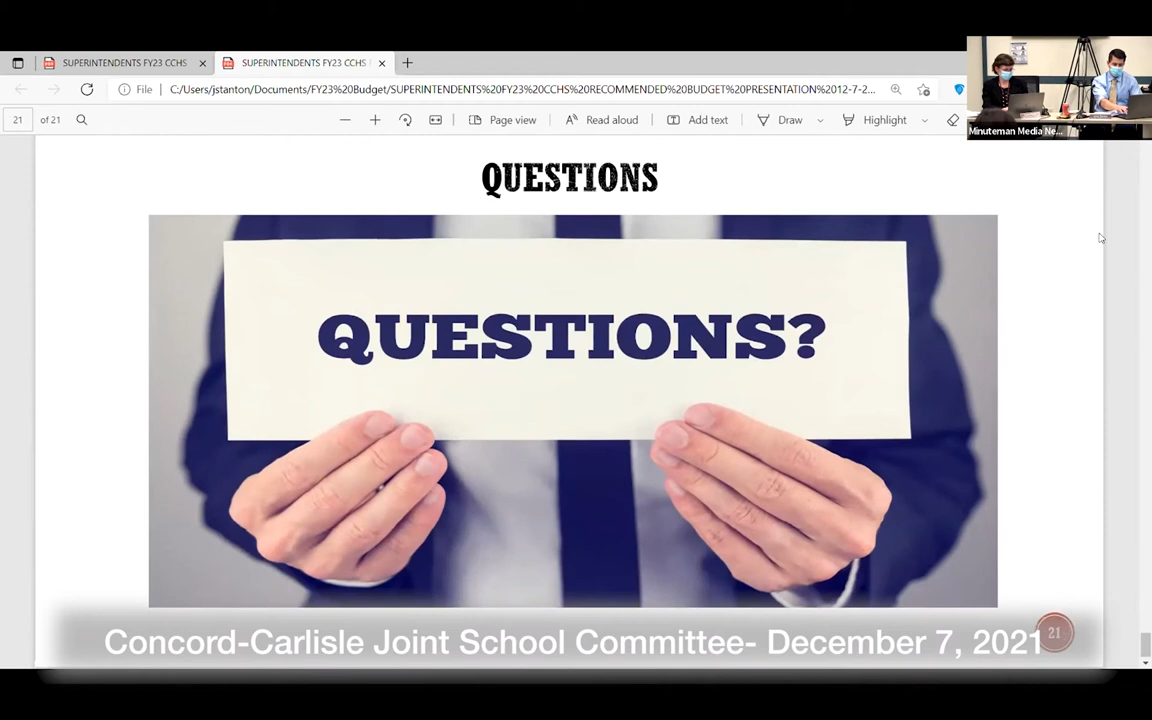 SUPERINTENDENTS FY23 CCHS
SUPERINTENDENTS FY23 CCHS
File
C:/Users/jstanton/Documents/FY23%20Budget/SUPERINTENDENTS%20FY23%20CCHS%20RECOMMENDED%20BUDGET%20PRESENTATION%2012-7-2...
21 of 21
Page view
Read aloud
Add text
Draw
Highlight
Minuteman Media Ne...
QUESTIONS
QUESTIONS?
Concord-Carlisle Joint School Committee- December 7, 2021
21